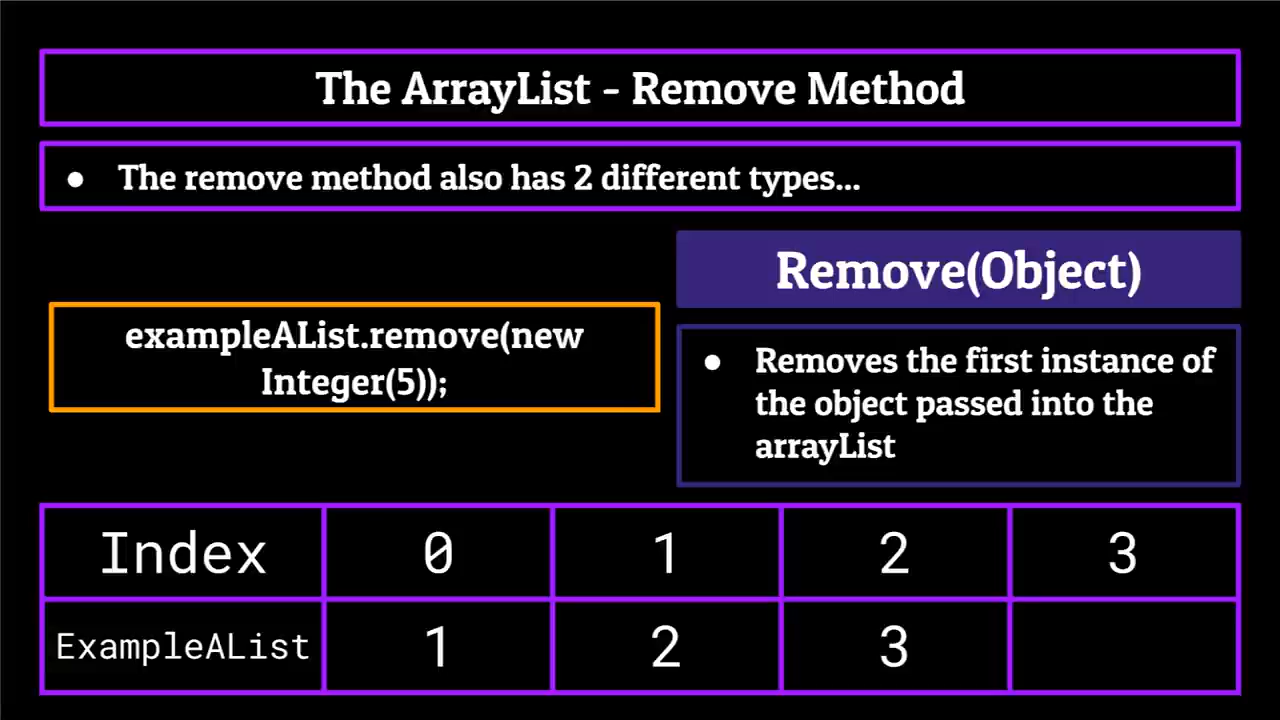 The ArrayList - Remove Method
● The remove method also has 2 different types...
Remove(Object)
exampleAList.remove(new
Integer(5));
● Removes the first instance of
the object passed into the
arrayList
Index 0 1 2 3
ExampleAList 1 2 3